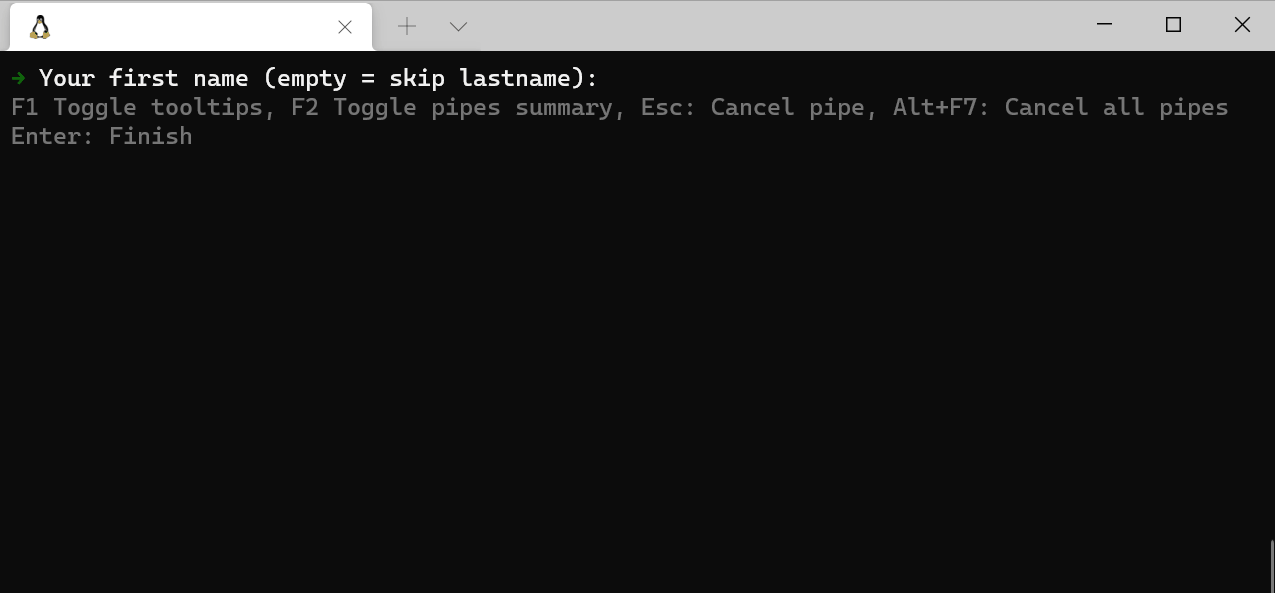 ➜ Your first name (empty = skip lastname):
F1 Toggle tooltips, F2 Toggle pipes summary, Esc: Cancel pipe, Alt+F7: Cancel all pipes
Enter: Finish